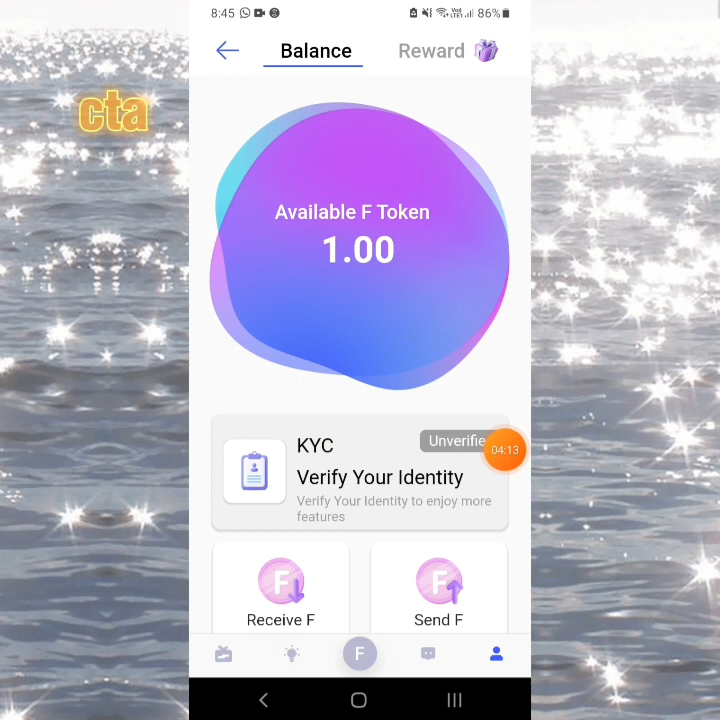 8:45
86%
cta
Balance
Reward
Available F Token
1.00
KYC
Unverifie
04:13
Verify Your Identity
Verify Your Identity to enjoy more
features
F
F
Receive F
Send F
F